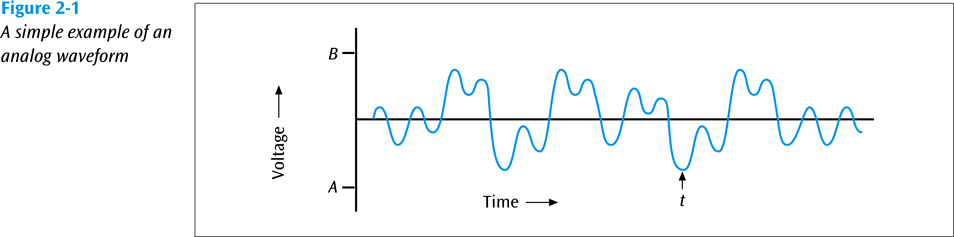 Figure 2-1
A simple example of an
analog waveform
B
Voltage
A
Time
t